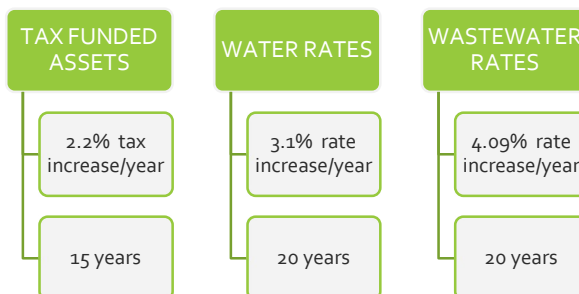 TAX FUNDED
ASSETS
2.2% tax
increase/year
15 years
WATER RATES
3.1% rate
increase/year
20 years
WASTEWATER
RATES
4.09% rate
increase/year
20 years